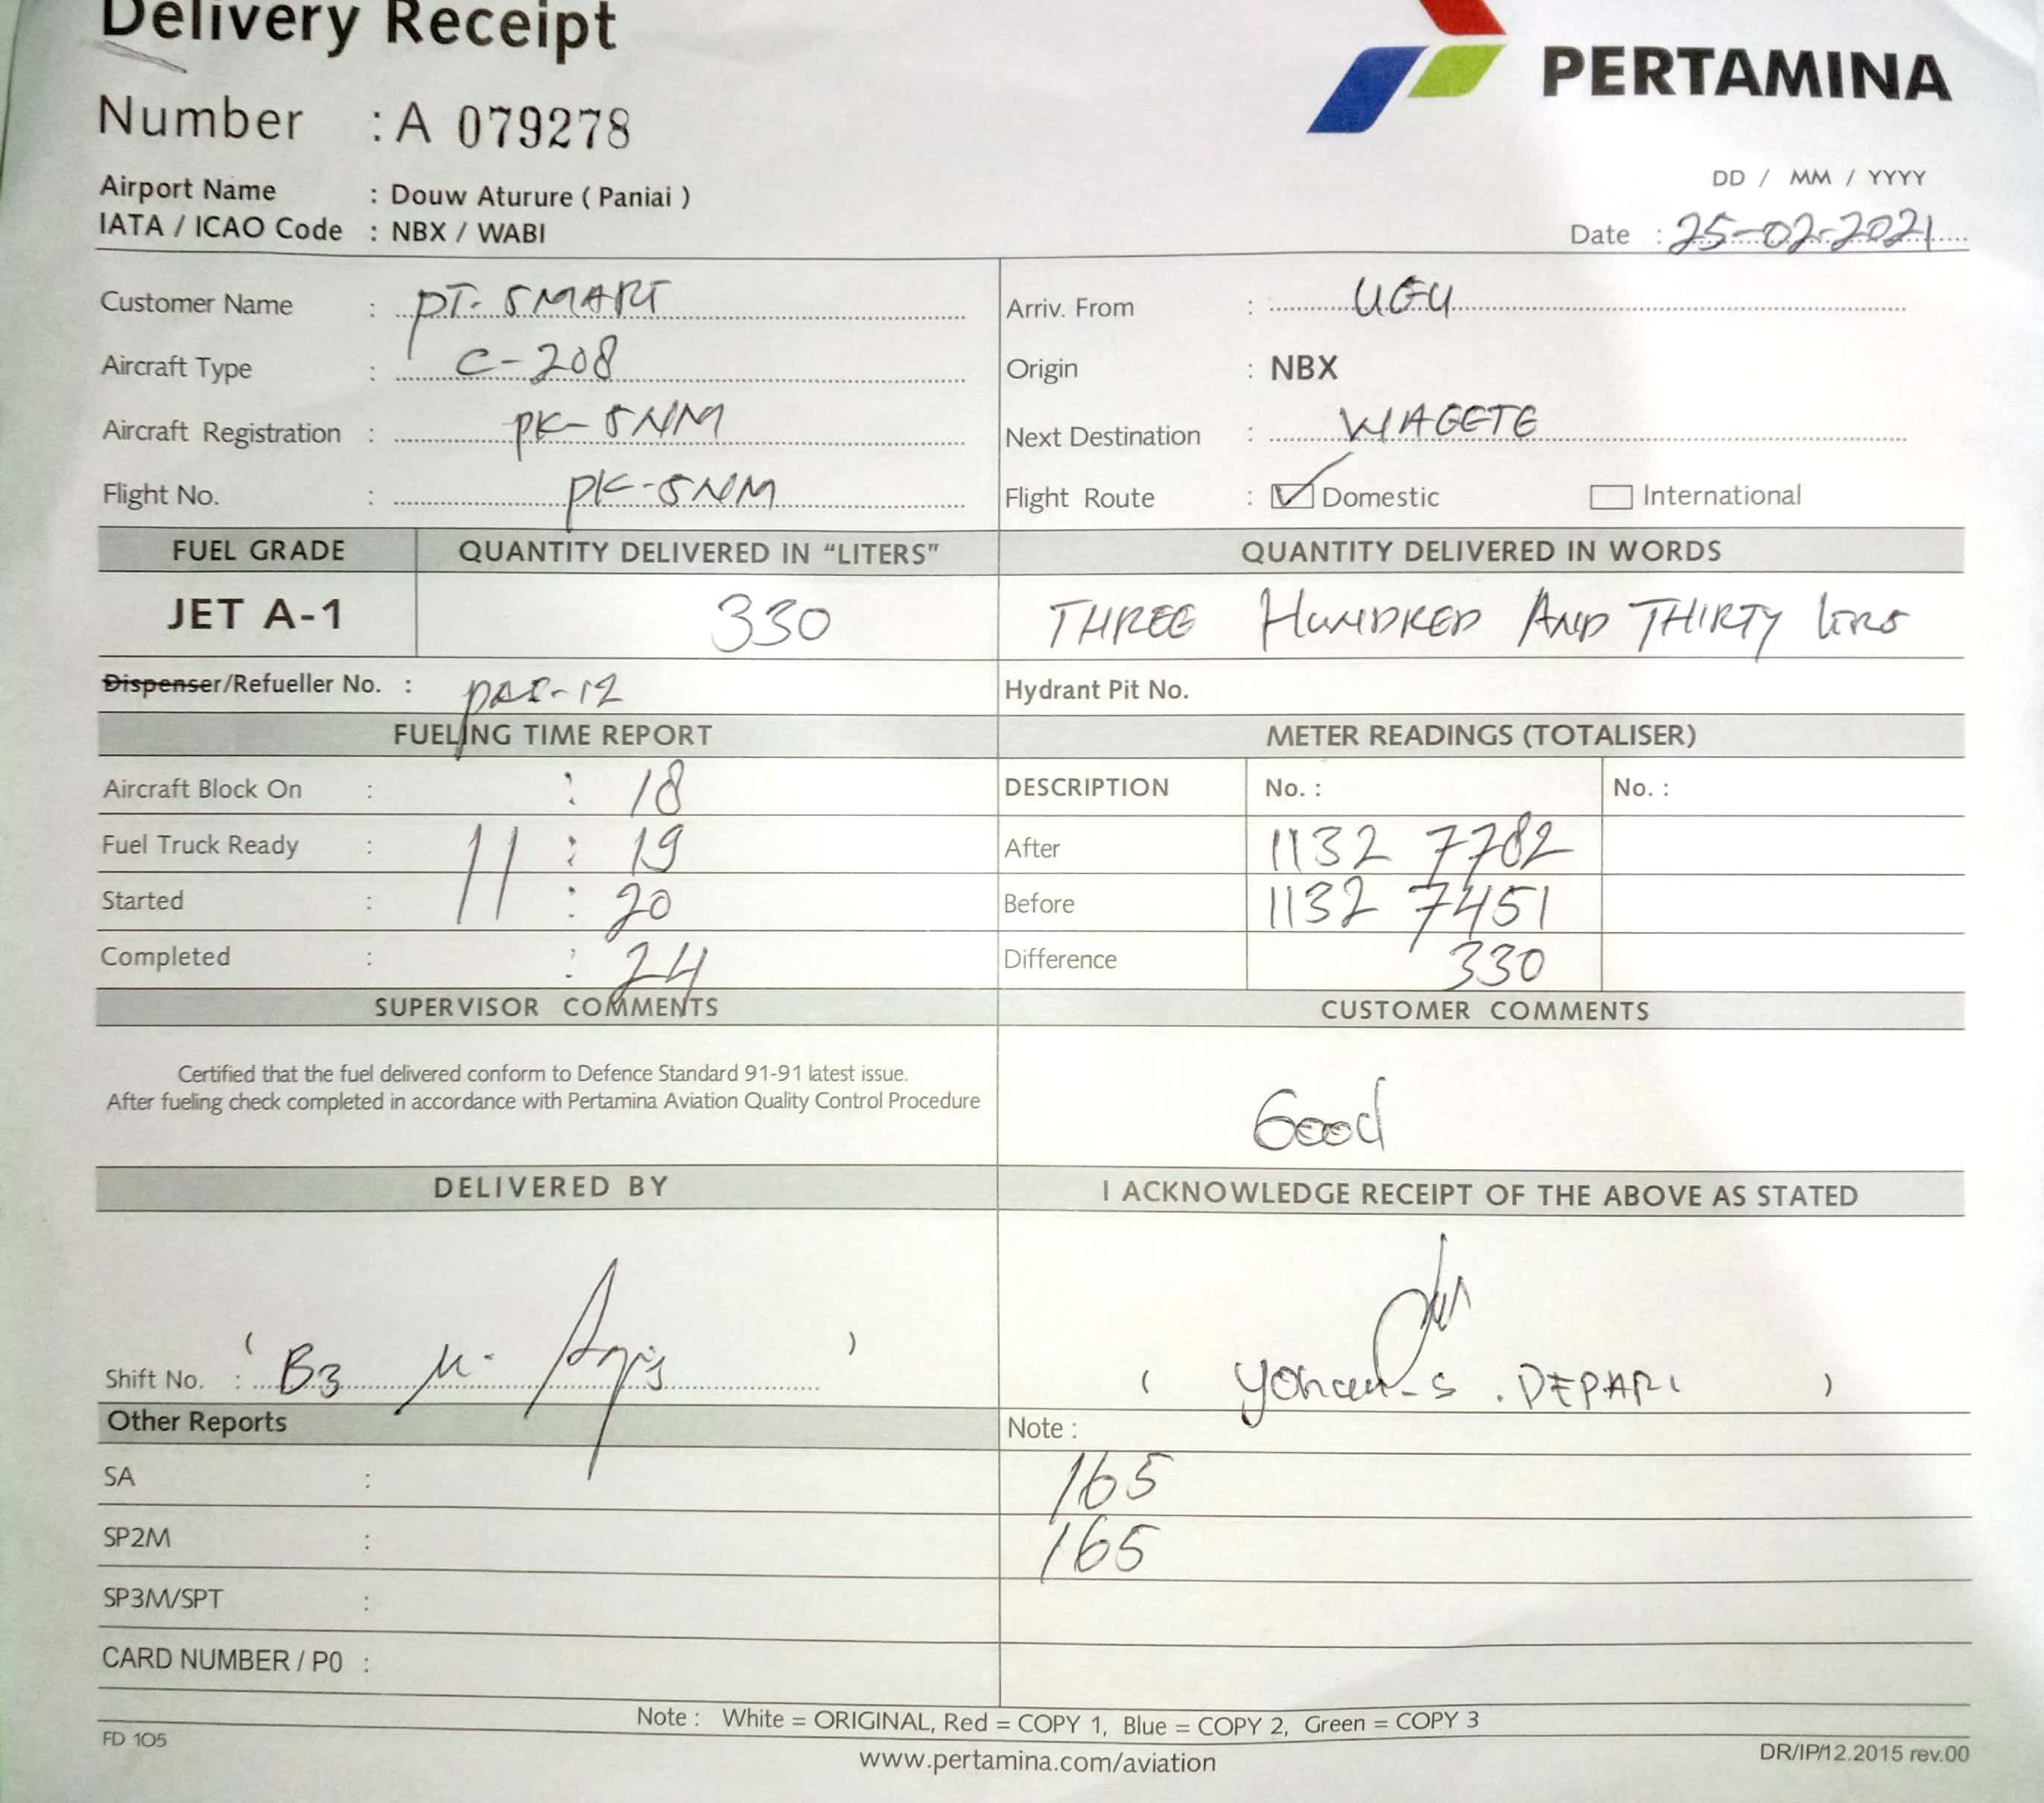 Delivery Receipt
PERTAMINA
Number : A 079278
Airport Name : Douw Aturure ( Paniai )
DD / MM / YYYY
IATA / ICAO Code : NBX / WABI
Date : 25-02-2021
Customer Name : PT. SMART
Arriv. From : UGU
Aircraft Type : C-208
Origin : NBX
Aircraft Registration : PK-SNM
Next Destination : WAGETE
Flight No. : PK-SNM
Flight Route : Domestic International
FUEL GRADE QUANTITY DELIVERED IN “LITERS” QUANTITY DELIVERED IN WORDS
JET A-1 330 THREE HUNDRED AND THIRTY
Dispenser/Refueller No. :
Hydrant Pit No.
FUELING TIME REPORT METER READINGS (TOTALISER)
Aircraft Block On : : 18
DESCRIPTION No. : No. :
Fuel Truck Ready : 11 : 19
After 1132 7782
Started : : 20
Before 1132 7451
Completed : : 24
Difference 330
SUPERVISOR COMMENTS CUSTOMER COMMENTS
Certified that the fuel delivered conform to Defence Standard 91-91 latest issue.
After fueling check completed in accordance with Pertamina Aviation Quality Control Procedure
Good
DELIVERED BY I ACKNOWLEDGE RECEIPT OF THE ABOVE AS STATED
Shift No. : ( B3 M. )
( S. DEPARI )
Other Reports Note :
SA : 165
SP2M : 165
SP3M/SPT :
CARD NUMBER / P0 :
Note : White = ORIGINAL, Red = COPY 1, Blue = COPY 2, Green = COPY 3
FD 105
www.pertamina.com/aviation
DR/IP/12.2015 rev.00